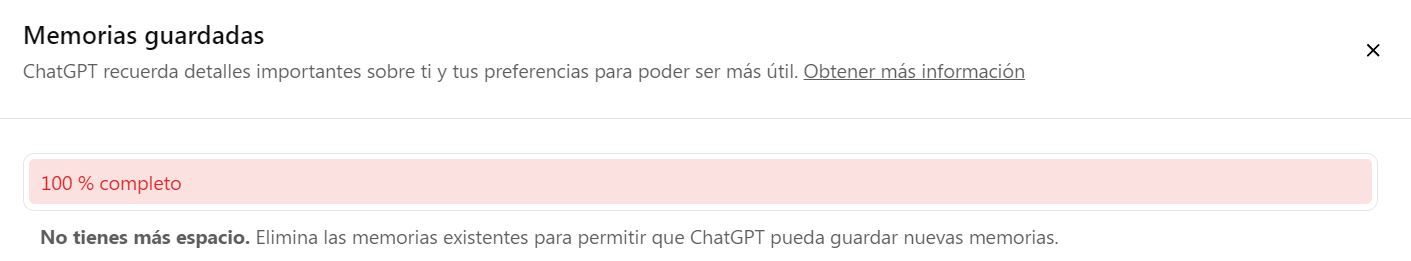 Memorias guardadas
ChatGPT recuerda detalles importantes sobre ti y tus preferencias para poder ser más útil. Obtener más información
100 % completo
No tienes más espacio. Elimina las memorias existentes para permitir que ChatGPT pueda guardar nuevas memorias.